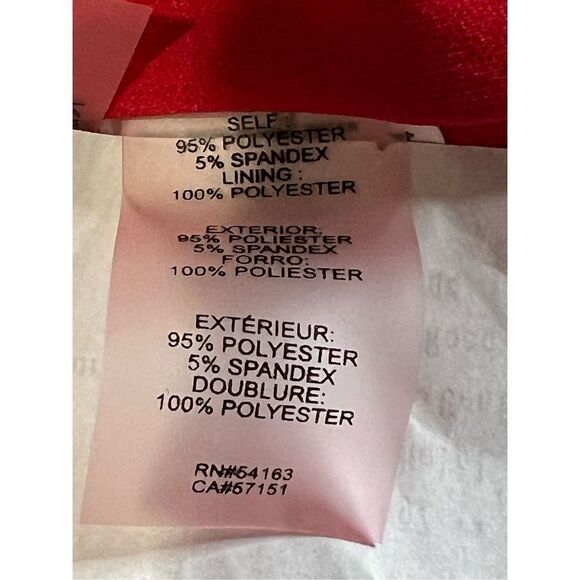 SELF :
95% POLYESTER
5% SPANDEX
LINING :
100% POLYESTER
EXTERIOR:
95% POLIESTER
5% SPANDEX
FORRO:
100% POLIESTER
EXTÉRIEUR:
95% POLYESTER
5% SPANDEX
DOUBLURE:
100% POLYESTER
RN#54163
CA#57151